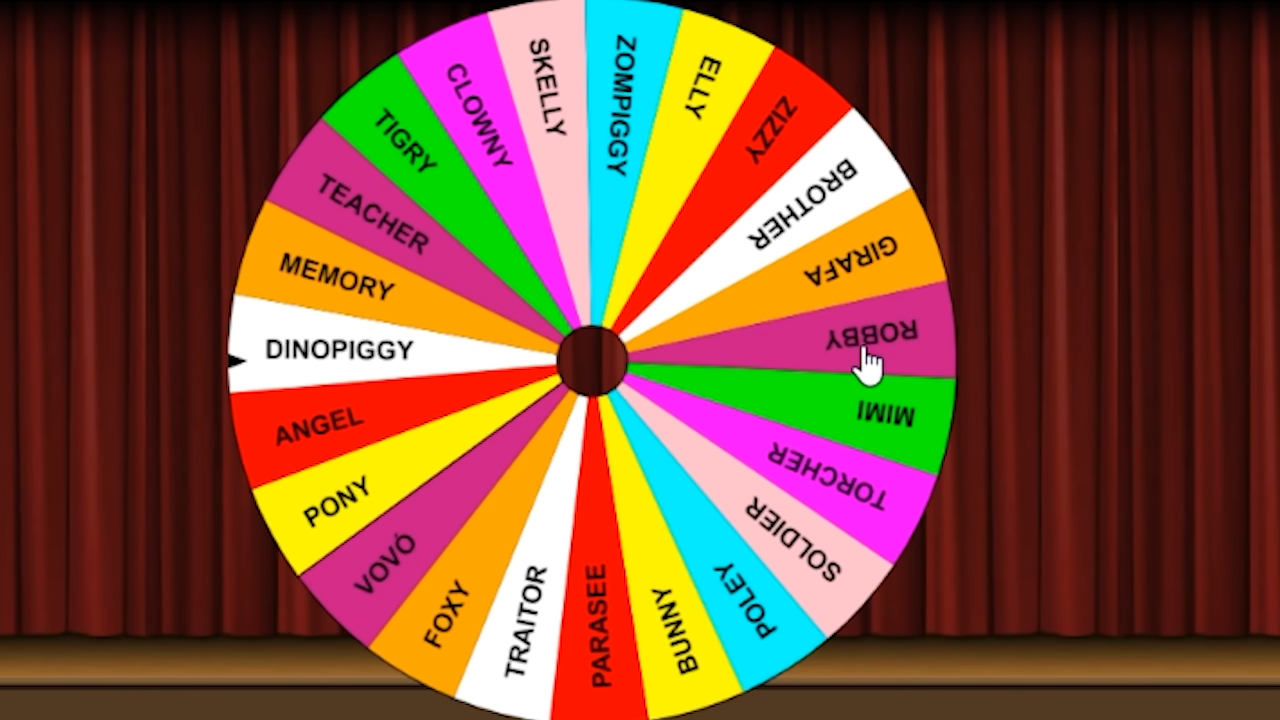 ZOMPIGGY
ELLY
ZIZZY
BROTHER
GIRAFA
ROBBY
MIMI
TORCHER
SOLDIER
POLEY
BUNNY
PARASEE
TRAITOR
FOXY
VOVÓ
PONY
ANGEL
DINOPIGGY
MEMORY
TEACHER
TIGRY
CLOWNY
SKELLY